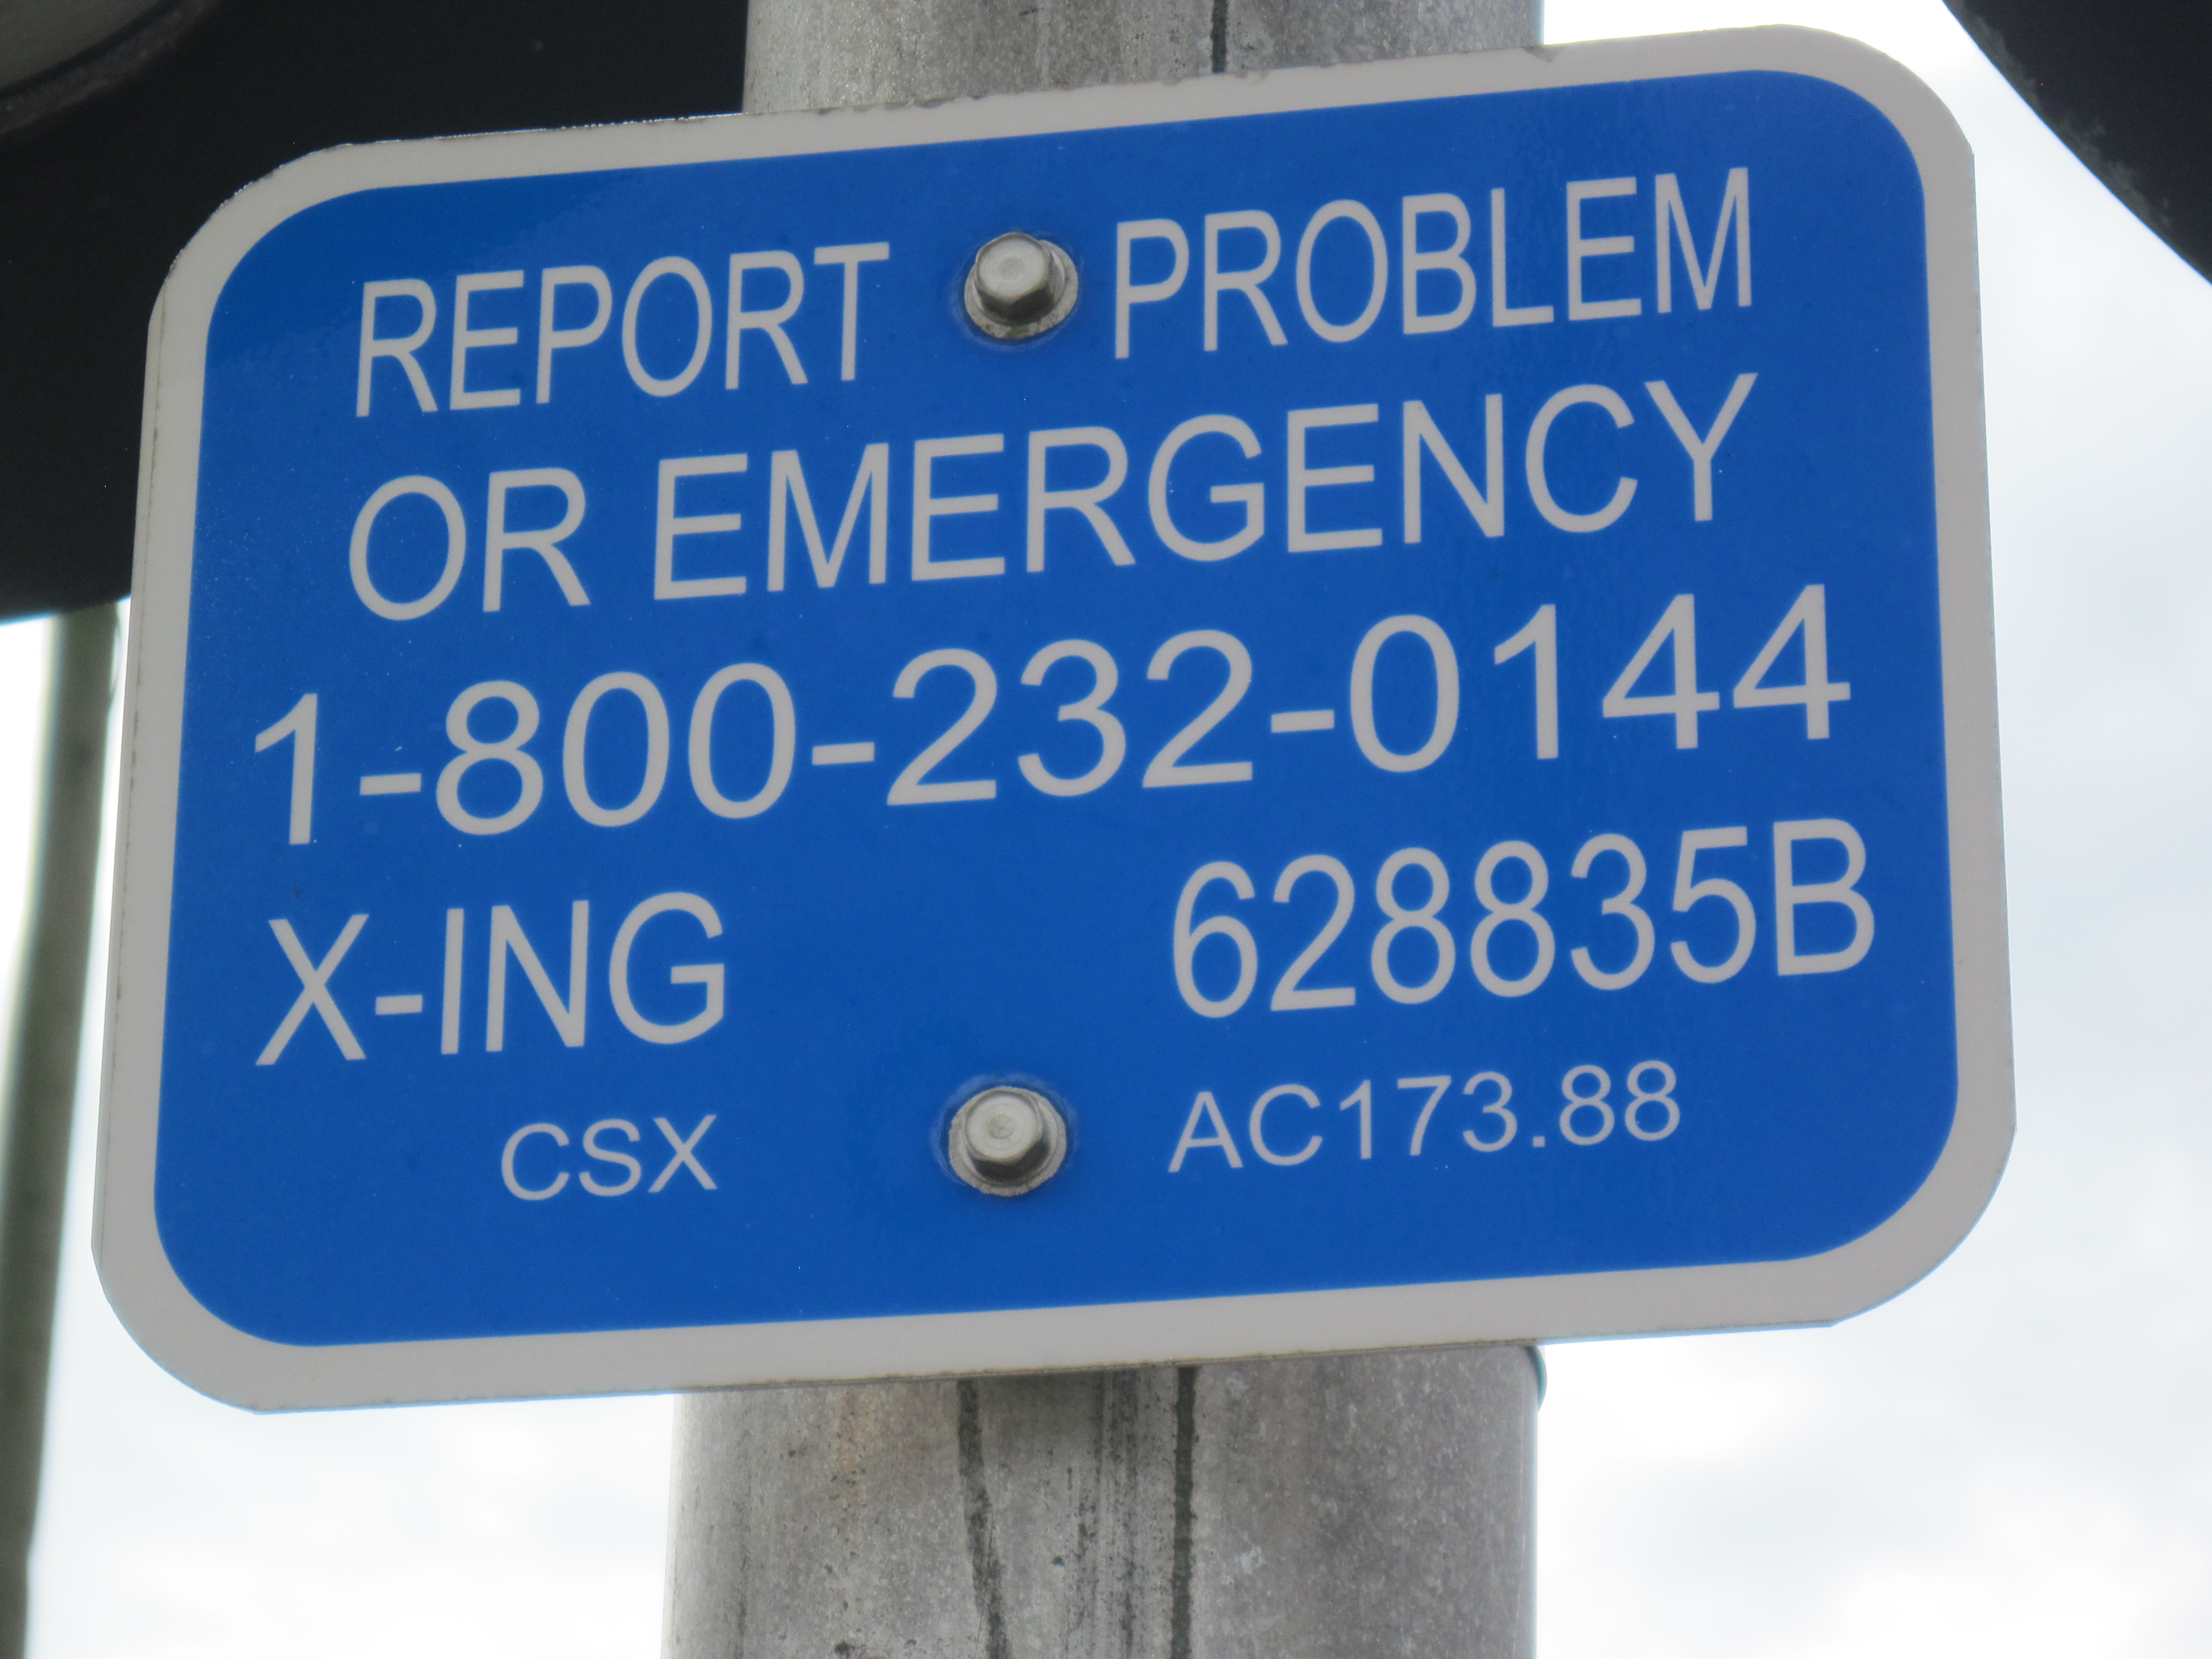 REPORT PROBLEM
OR EMERGENCY
1-800-232-0144
X-ING 628835B
CSX AC173.88